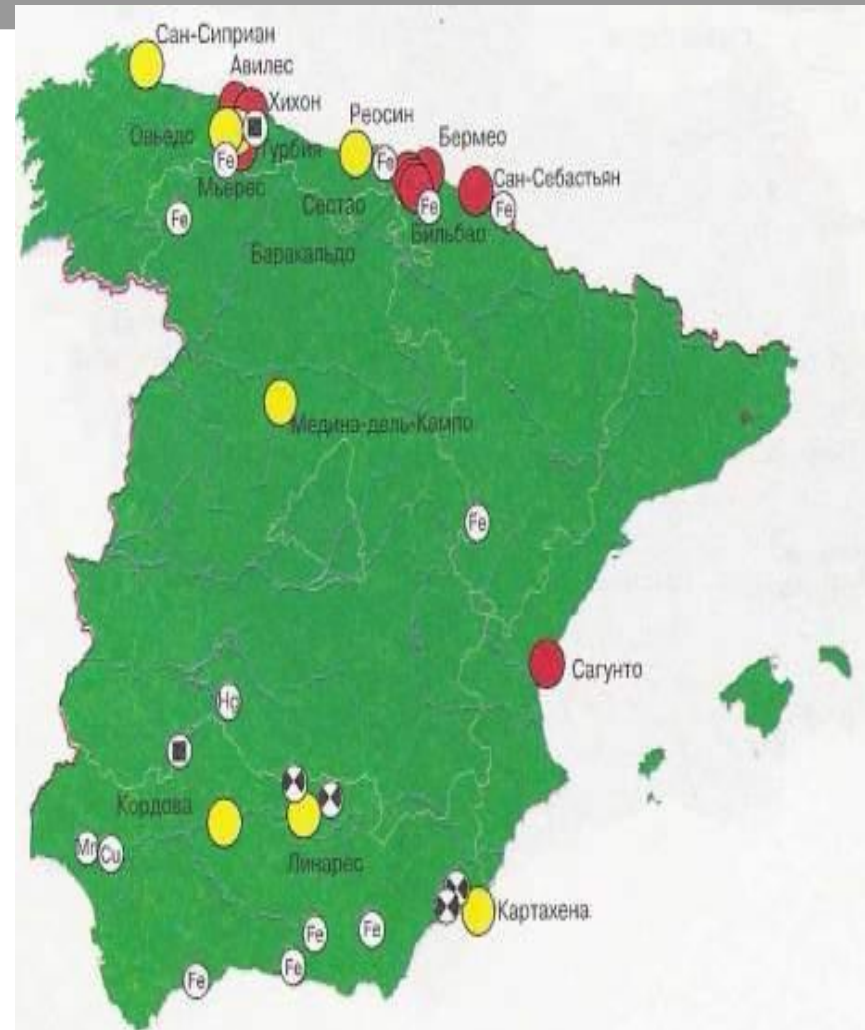 Сан-Сиприан
Авилес
Хихон
Реосин
Бермео
Овьедо
Турбия
Fe
Fe
Сан-Себастьян
Мьерес
Сестао
Fe
Fe
Fe
Бильбао
Баракальдо
Медина-дель-Кампо
Fe
Сагунто
Hg
Кордова
Mn
Cu
Линарес
Картахена
Fe
Fe
Fe
Fe